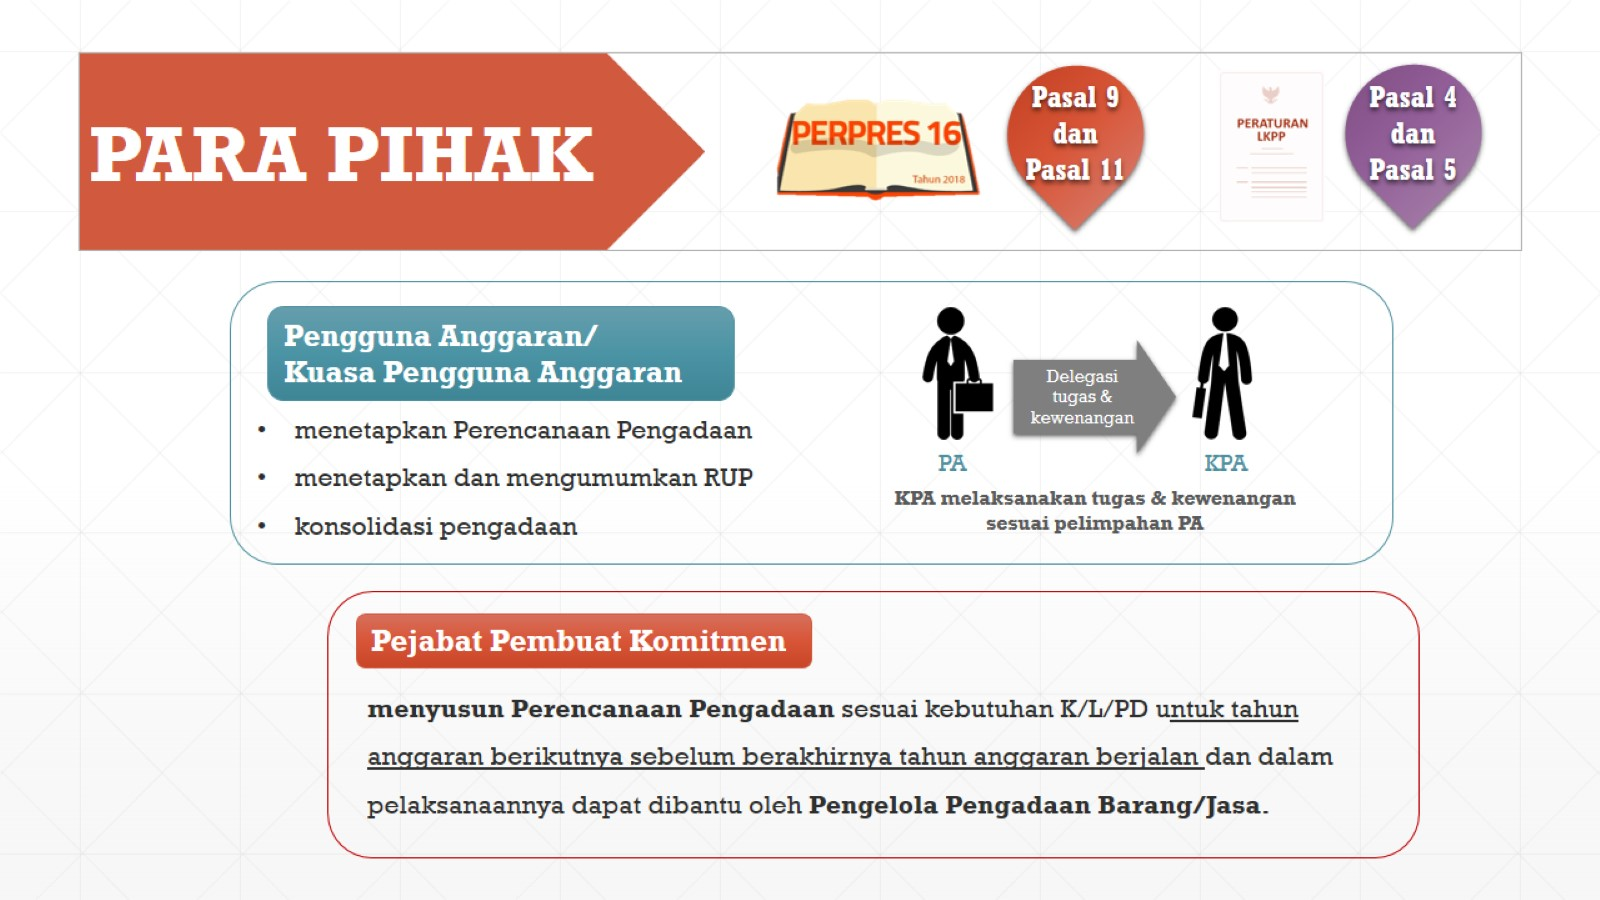 PARA PIHAK
PERPRES 16
Tahun 2018
Pasal 9
dan
Pasal 11
PERATURAN
LKPP
Pasal 4
dan
Pasal 5
Pengguna Anggaran/
Kuasa Pengguna Anggaran
• menetapkan Perencanaan Pengadaan
• menetapkan dan mengumumkan RUP
• konsolidasi pengadaan
Delegasi
tugas &
kewenangan
PA
KPA
KPA melaksanakan tugas & kewenangan
sesuai pelimpahan PA
Pejabat Pembuat Komitmen
menyusun Perencanaan Pengadaan sesuai kebutuhan K/L/PD untuk tahun
anggaran berikutnya sebelum berakhirnya tahun anggaran berjalan dan dalam
pelaksanaannya dapat dibantu oleh Pengelola Pengadaan Barang/Jasa.